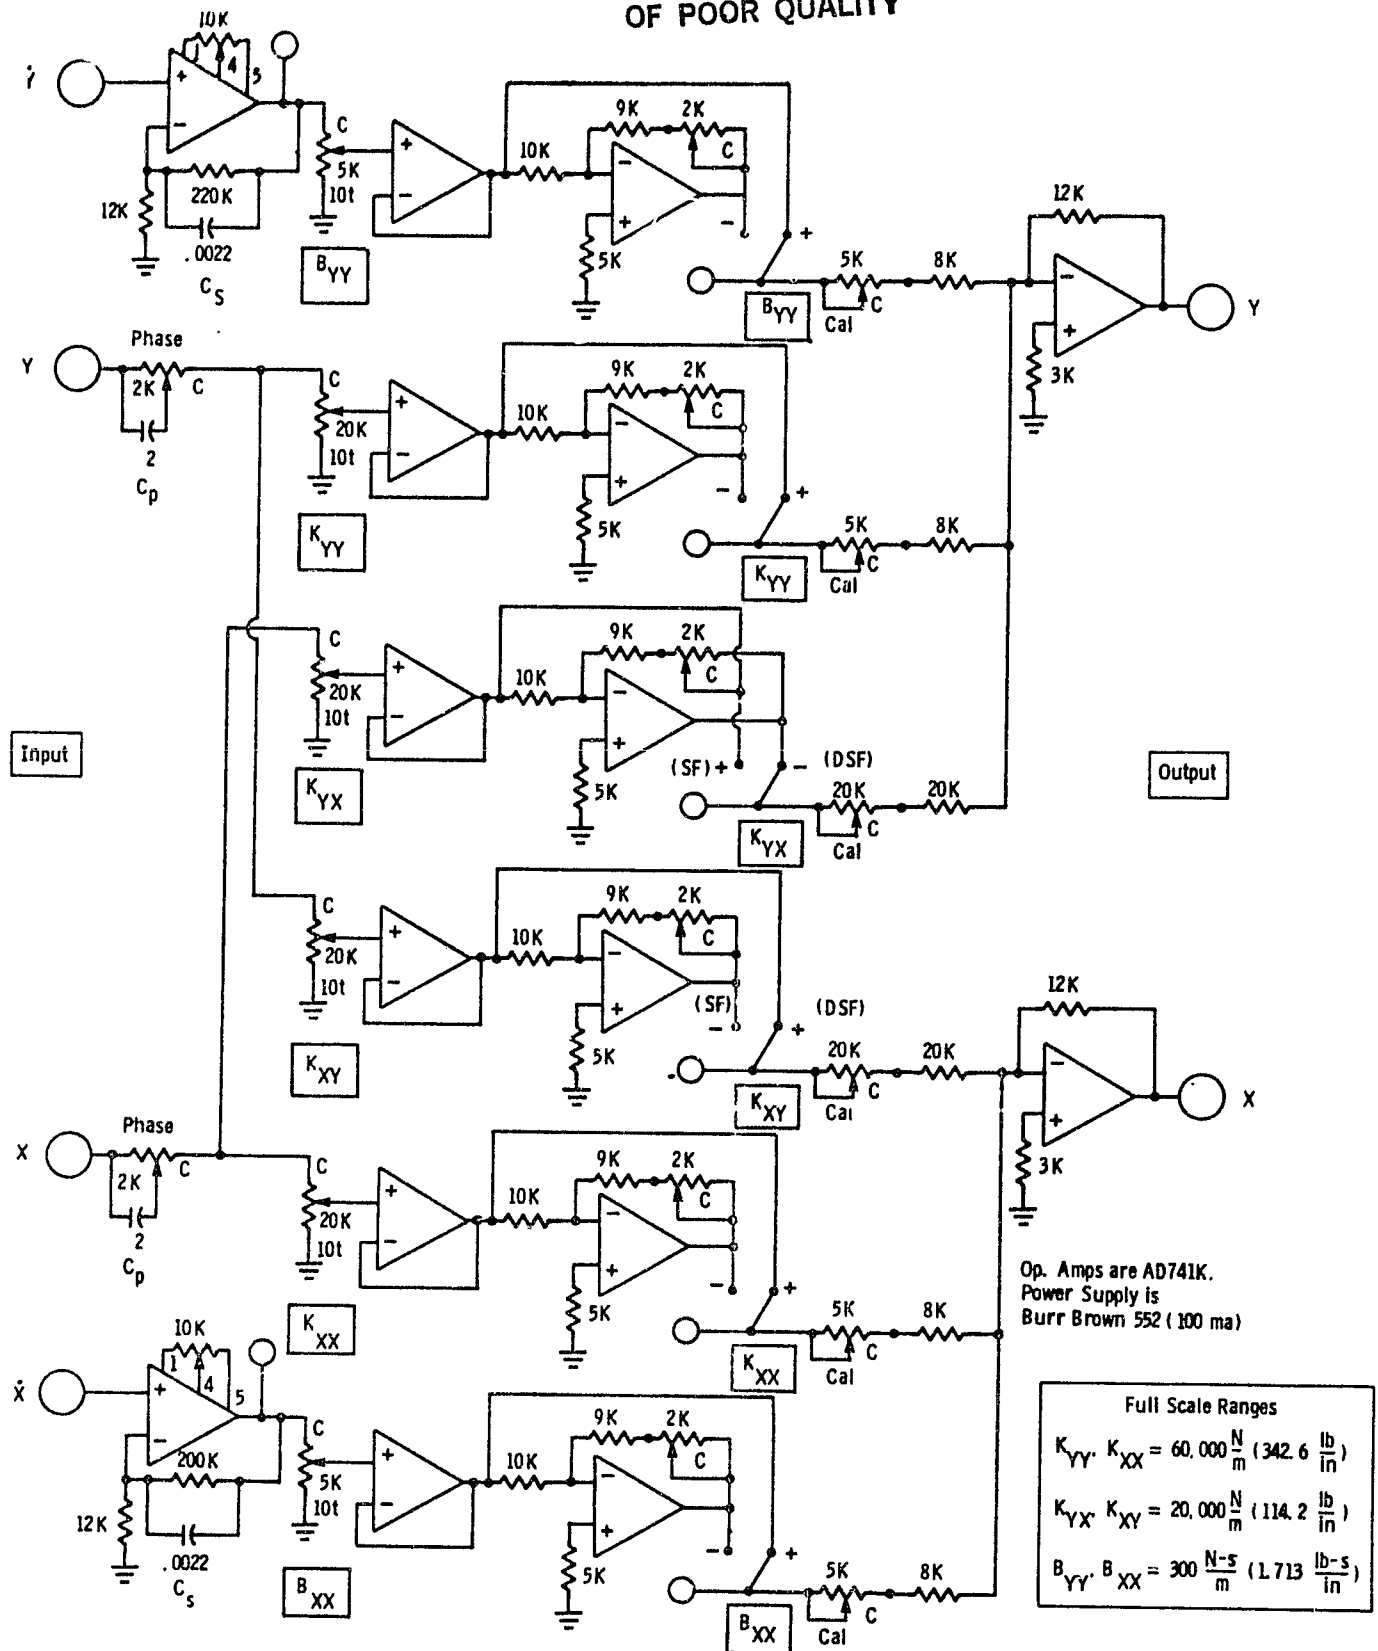 OF POOR QUALITY
10K
1 4 5
Ẏ
+
−
220K
12K
.0022
C_S
C
5K
10t
B_YY
+
−
10K
9K 2K
C
−
+
5K
−
+
B_YY
5K
C
Cal
8K
12K
−
+
3K
Y
Y
Phase
2K C
2
C_p
C
20K
10t
K_YY
+
−
10K
9K 2K
C
−
+
5K
−
+
K_YY
5K
C
Cal
8K
C
20K
10t
K_YX
+
−
10K
9K 2K
C
−
+
5K
(SF) +
− (DSF)
K_YX
20K
C
Cal
20K
Input
Output
C
20K
10t
K_XY
+
−
10K
9K 2K
C
−
+
5K
(SF)
−
+ (DSF)
K_XY
20K
C
Cal
20K
12K
−
+
3K
X
X
Phase
2K C
2
C_p
C
20K
10t
K_XX
+
−
10K
9K 2K
C
−
+
5K
−
+
K_XX
5K
C
Cal
8K
Ẋ
10K
1 4 5
+
−
200K
12K
.0022
C_s
C
5K
10t
B_XX
+
−
10K
9K 2K
C
−
+
5K
−
+
B_XX
5K
C
Cal
8K
Op. Amps are AD741K.
Power Supply is
Burr Brown 552 (100 ma)
Full Scale Ranges
K_YY, K_XX = 60,000 N/m (342.6 lb/in)
K_YX, K_XY = 20,000 N/m (114.2 lb/in)
B_YY, B_XX = 300 N-s/m (1.713 lb-s/in)